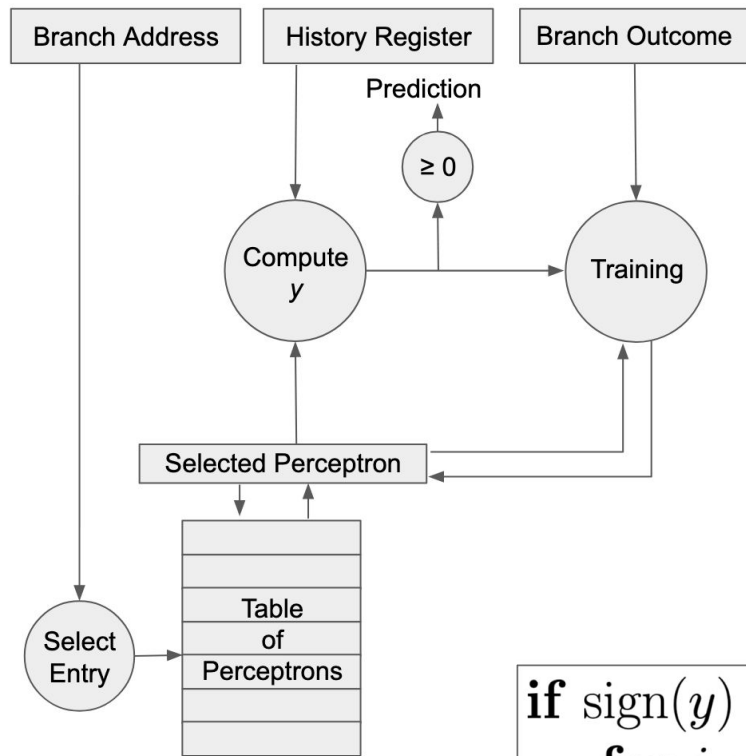 Branch Address
History Register
Branch Outcome
Prediction
≥ 0
Compute
y
Training
Selected Perceptron
Select
Entry
Table
of
Perceptrons
if sign(y)